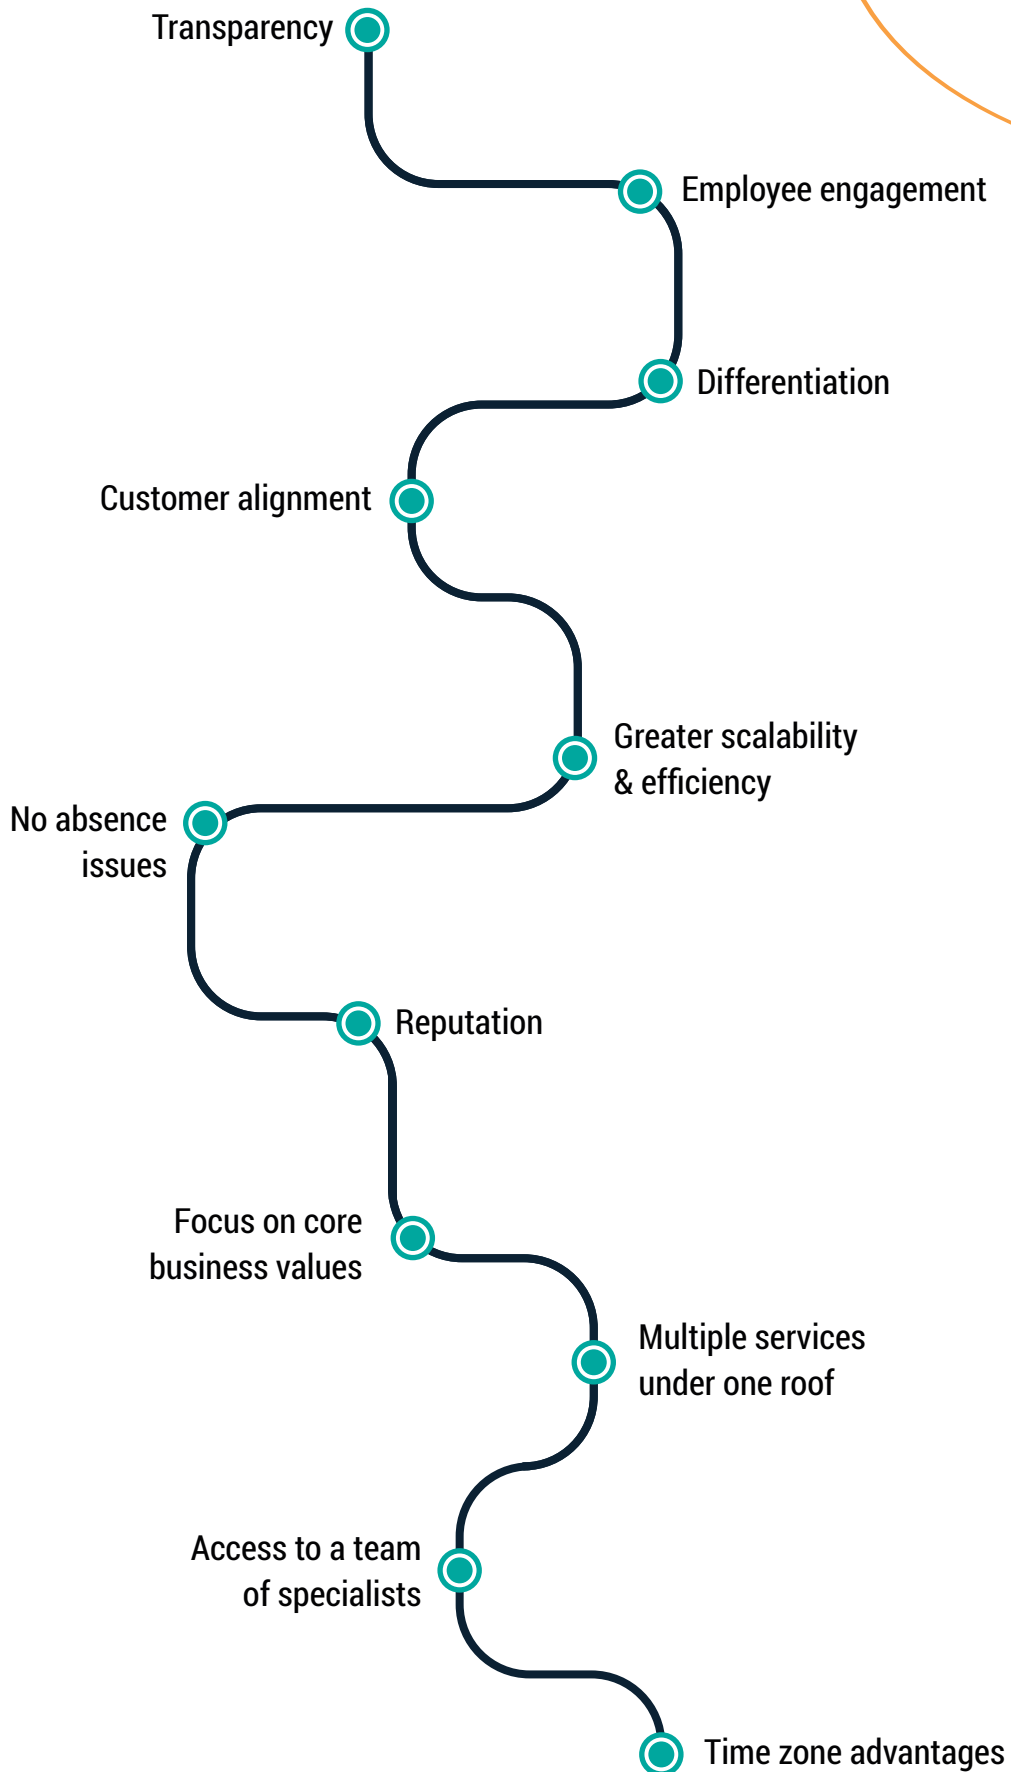 Transparency
Employee engagement
Differentiation
Customer alignment
Greater scalability
& efficiency
No absence
issues
Reputation
Focus on core
business values
Multiple services
under one roof
Access to a team
of specialists
Time zone advantages